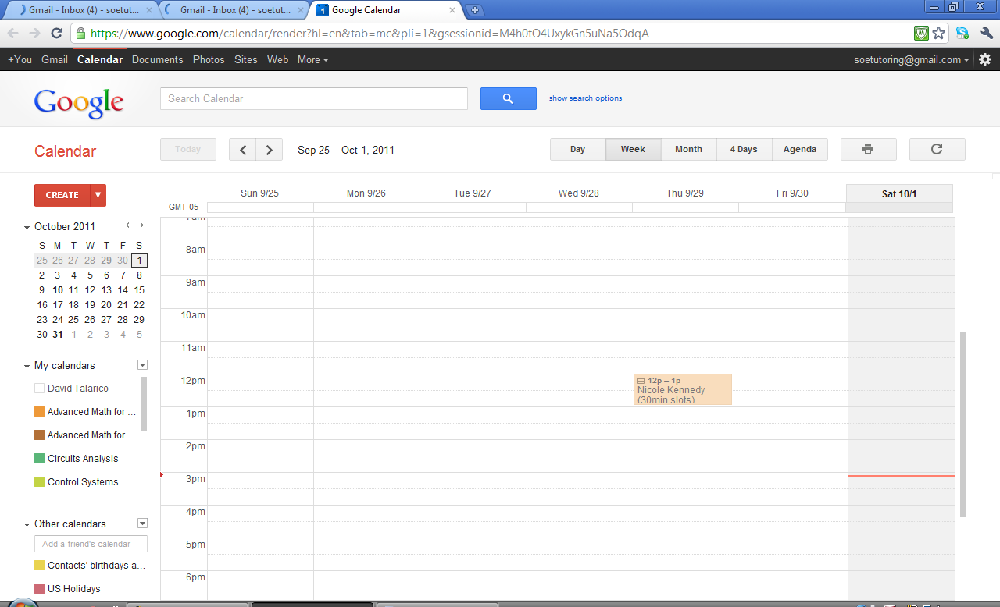 Gmail - Inbox (4) - soetut...
Gmail - Inbox (4) - soetut...
1 Google Calendar
https://www.google.com/calendar/render?hl=en&tab=mc&pli=1&gsessionid=M4h0tO4UxykGn5uNa5OdqA
+You Gmail Calendar Documents Photos Sites Web More
soetutoring@gmail.com
Google
Search Calendar
show search options
Calendar
Today
Sep 25 – Oct 1, 2011
Day Week Month 4 Days Agenda
CREATE
October 2011
S M T W T F S
25 26 27 28 29 30 1
2 3 4 5 6 7 8
9 10 11 12 13 14 15
16 17 18 19 20 21 22
23 24 25 26 27 28 29
30 31 1 2 3 4 5
My calendars
David Talarico
Advanced Math for ...
Advanced Math for ...
Circuits Analysis
Control Systems
Other calendars
Add a friend's calendar
Contacts' birthdays a...
US Holidays
Sun 9/25 Mon 9/26 Tue 9/27 Wed 9/28 Thu 9/29 Fri 9/30 Sat 10/1
GMT-05
7am
8am
9am
10am
11am
12pm
12p – 1p
Nicole Kennedy
(30min slots)
1pm
2pm
3pm
4pm
5pm
6pm